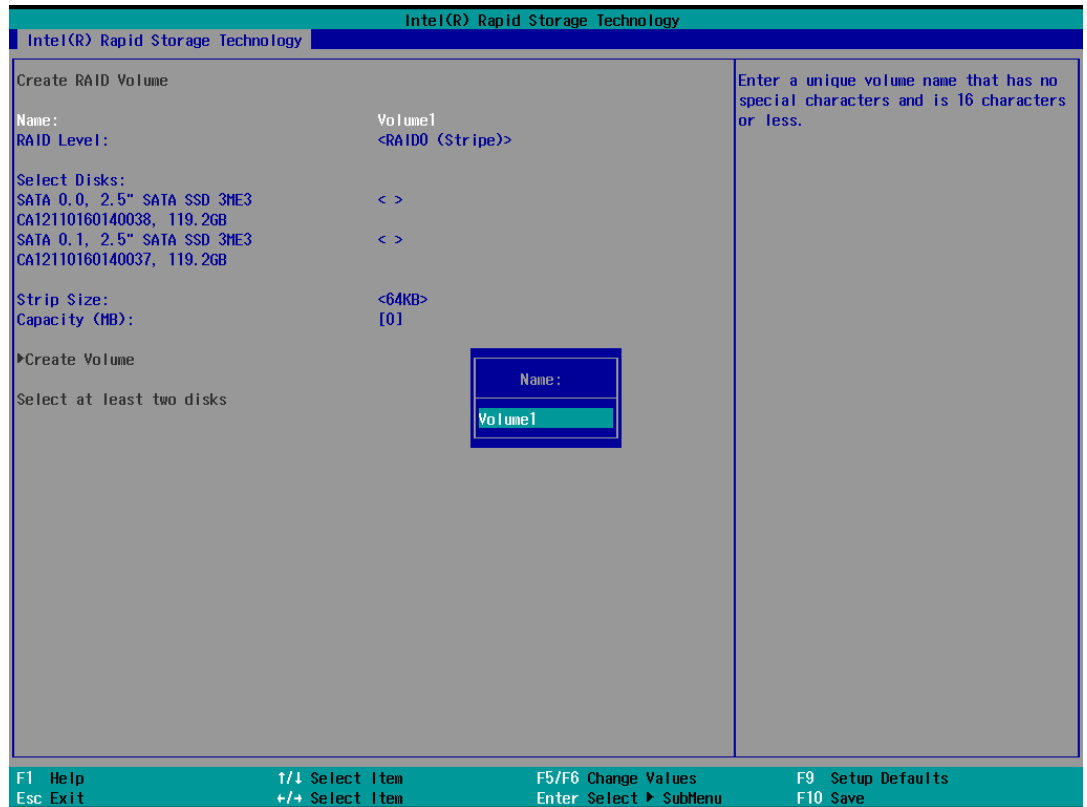 Intel(R) Rapid Storage Technology
Intel(R) Rapid Storage Technology
Create RAID Volume
Name: Volume1
RAID Level: <RAID0 (Stripe)>
Select Disks:
SATA 0.0, 2.5" SATA SSD 3ME3 < >
CA12110160140038, 119.2GB
SATA 0.1, 2.5" SATA SSD 3ME3 < >
CA12110160140037, 119.2GB
Strip Size: <64KB>
Capacity (MB): [0]
▶Create Volume
Select at least two disks
Name:
Volume1
Enter a unique volume name that has no
special characters and is 16 characters
or less.
F1 Help ↑/↓ Select Item F5/F6 Change Values F9 Setup Defaults
Esc Exit ←/→ Select Item Enter Select ▶ SubMenu F10 Save